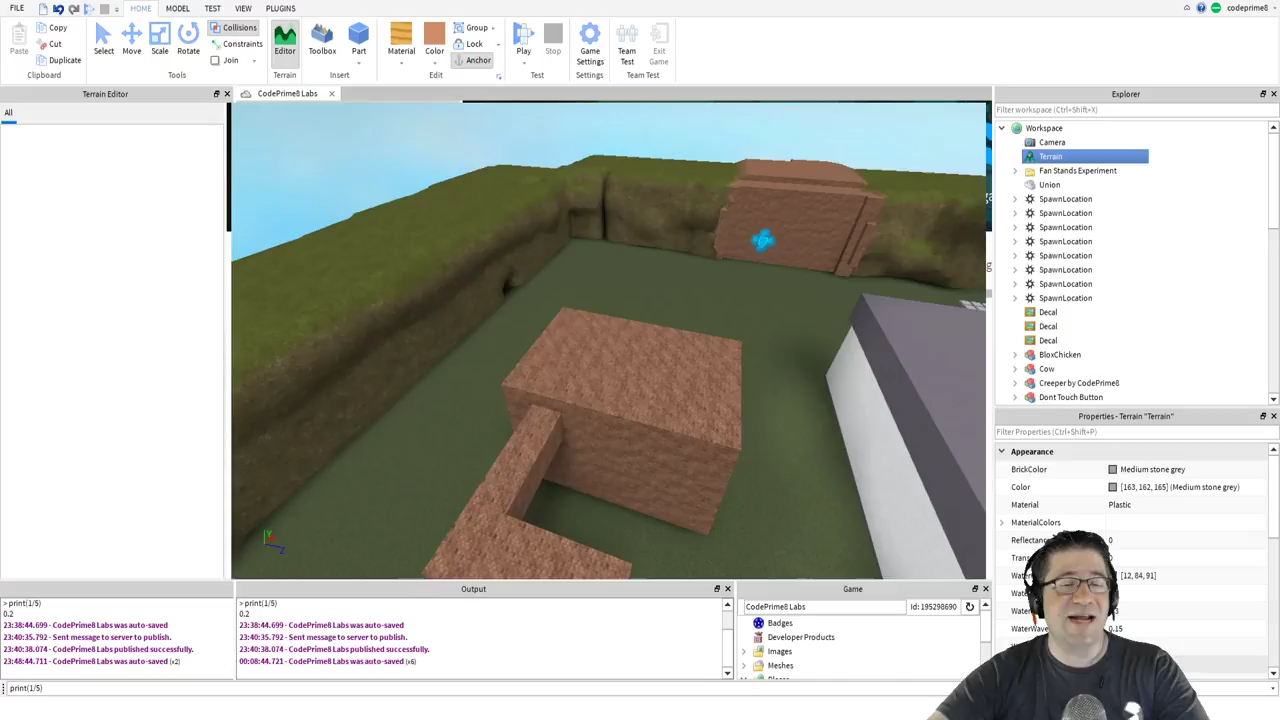 FILE
HOME
MODEL
TEST
VIEW
PLUGINS
codeprime8
Paste
Copy
Cut
Duplicate
Clipboard
Select
Move
Scale
Rotate
Collisions
Constraints
Join
Tools
Editor
Terrain
Toolbox
Part
Insert
Material
Color
Group
Lock
Anchor
Edit
Play
Stop
Test
Game
Settings
Settings
Team
Test
Exit
Game
Team Test
Terrain Editor
All
CodePrime8 Labs
Explorer
Filter workspace (Ctrl+Shift+X)
Workspace
Camera
Terrain
Fan Stands Experiment
Union
SpawnLocation
SpawnLocation
SpawnLocation
SpawnLocation
SpawnLocation
SpawnLocation
SpawnLocation
SpawnLocation
Decal
Decal
Decal
BloxChicken
Cow
Creeper by CodePrime8
Dont Touch Button
Properties - Terrain "Terrain"
Filter Properties (Ctrl+Shift+P)
Appearance
BrickColor Medium stone grey
Color [163, 162, 165] (Medium stone grey)
Material Plastic
MaterialColors
Reflectance 0
[12, 84, 91]
0.15
> print(1/5)
0.2
23:38:44.699 - CodePrime8 Labs was auto-saved
23:40:35.792 - Sent message to server to publish.
23:40:38.074 - CodePrime8 Labs published successfully.
23:48:44.711 - CodePrime8 Labs was auto-saved (x2)
Output
> print(1/5)
0.2
23:38:44.699 - CodePrime8 Labs was auto-saved
23:40:35.792 - Sent message to server to publish.
23:40:38.074 - CodePrime8 Labs published successfully.
00:08:44.721 - CodePrime8 Labs was auto-saved (x6)
Game
CodePrime8 Labs
Id: 195298690
Badges
Developer Products
Images
Meshes
print(1/5)